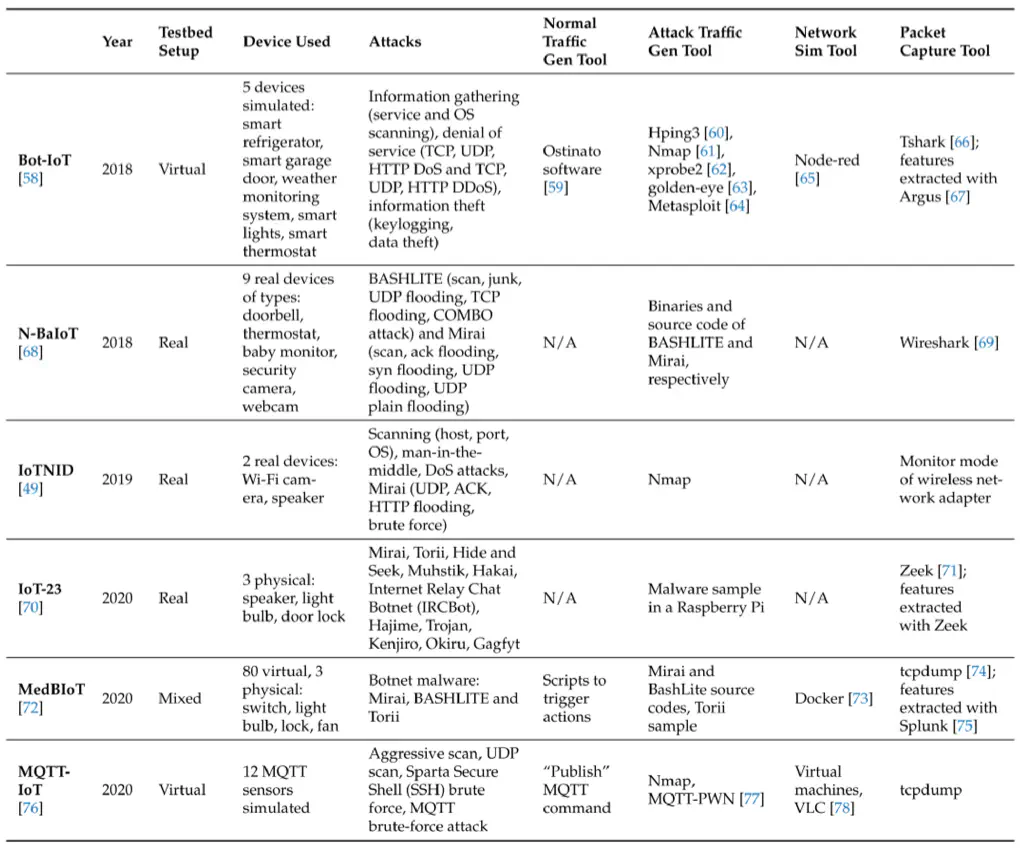 Year
Testbed
Setup
Device Used
Attacks
Normal
Traffic
Gen Tool
Attack Traffic
Gen Tool
Network
Sim Tool
Packet
Capture Tool
Bot-IoT
[58]
2018
Virtual
5 devices
simulated:
smart
refrigerator,
smart garage
door, weather
monitoring
system, smart
lights, smart
thermostat
Information gathering
(service and OS
scanning), denial of
service (TCP, UDP,
HTTP DoS and TCP,
UDP, HTTP DDoS),
information theft
(keylogging,
data theft)
Ostinato
software
[59]
Hping3 [60],
Nmap [61],
xprobe2 [62],
golden-eye [63],
Metasploit [64]
Node-red
[65]
Tshark [66];
features
extracted with
Argus [67]
N-BaIoT
[68]
2018
Real
9 real devices
of types:
doorbell,
thermostat,
baby monitor,
security
camera,
webcam
BASHLITE (scan, junk,
UDP flooding, TCP
flooding, COMBO
attack) and Mirai
(scan, ack flooding,
syn flooding, UDP
flooding, UDP
plain flooding)
N/A
Binaries and
source code of
BASHLITE and
Mirai,
respectively
N/A
Wireshark [69]
IoTNID
[49]
2019
Real
2 real devices:
Wi-Fi cam-
era, speaker
Scanning (host, port,
OS), man-in-the-
middle, DoS attacks,
Mirai (UDP, ACK,
HTTP flooding,
brute force)
N/A
Nmap
N/A
Monitor mode
of wireless net-
work adapter
IoT-23
[70]
2020
Real
3 physical:
speaker, light
bulb, door lock
Mirai, Torii, Hide and
Seek, Muhstik, Hakai,
Internet Relay Chat
Botnet (IRCBot),
Hajime, Trojan,
Kenjiro, Okiru, Gagfyt
N/A
Malware sample
in a Raspberry Pi
N/A
Zeek [71];
features
extracted
with Zeek
MedBIoT
[72]
2020
Mixed
80 virtual, 3
physical:
switch, light
bulb, lock, fan
Botnet malware:
Mirai, BASHLITE and
Torii
Scripts to
trigger
actions
Mirai and
BashLite source
codes, Torii
sample
Docker [73]
tcpdump [74];
features
extracted with
Splunk [75]
MQTT-
IoT
[76]
2020
Virtual
12 MQTT
sensors
simulated
Aggressive scan, UDP
scan, Sparta Secure
Shell (SSH) brute
force, MQTT
brute-force attack
“Publish”
MQTT
command
Nmap,
MQTT-PWN [77]
Virtual
machines,
VLC [78]
tcpdump